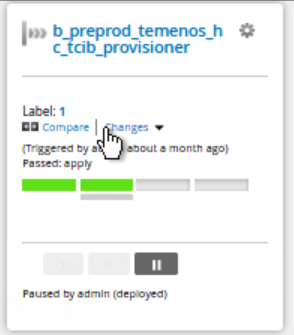 b_preprod_temenos_h
c_tcib_provisioner
Label: 1
Compare | Changes
(Triggered by about a month ago)
Passed: apply
Paused by admin (deployed)